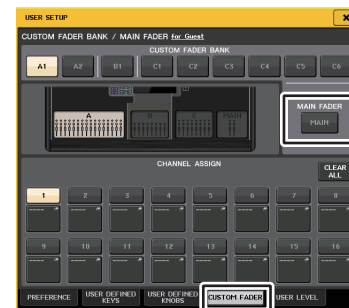 USER SETUP
CUSTOM FADER BANK / MAIN FADER for Guest
CUSTOM FADER BANK
A1 A2 B1 C1 C2 C3 C4 C5 C6
A B C MAIN
MAIN FADER
MAIN
CHANNEL ASSIGN
CLEAR ALL
1 2 3 4 5 6 7 8
---- ---- ---- ---- ---- ---- ---- ----
9 10 11 12 13 14 15 16
---- ---- ---- ---- ---- ---- ---- ----
PREFERENCE USER DEFINED KEYS USER DEFINED KNOBS CUSTOM FADER USER LEVEL